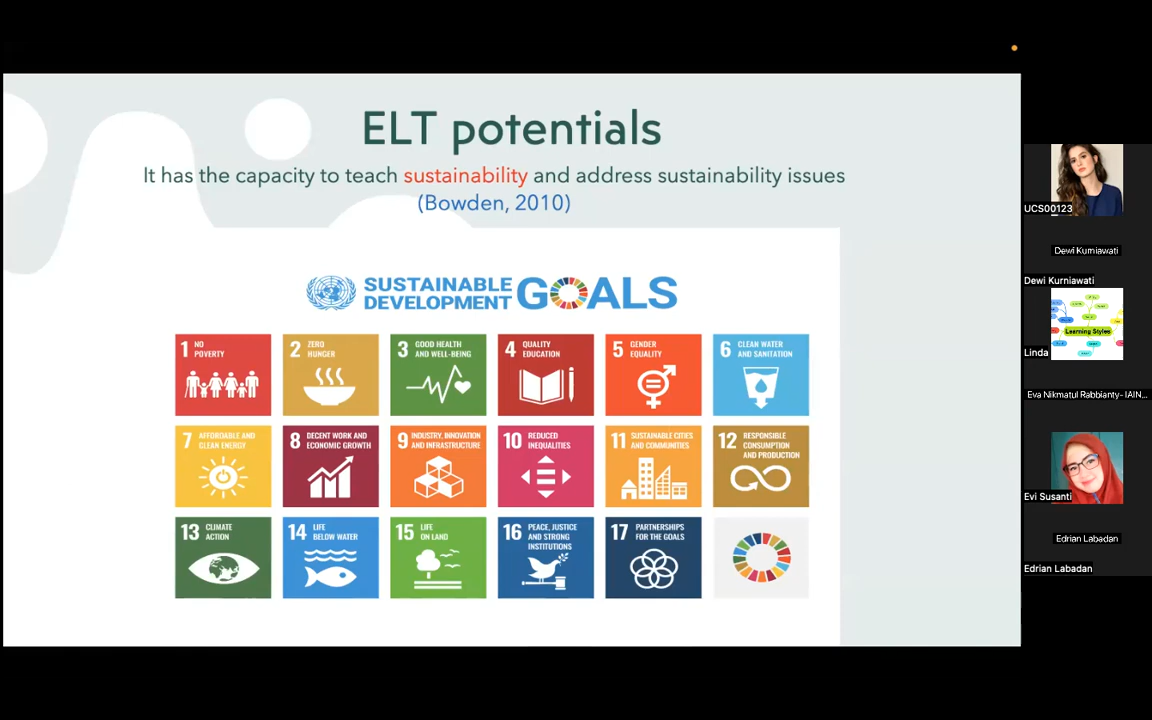 ELT potentials
It has the capacity to teach sustainability and address sustainability issues
(Bowden, 2010)
SUSTAINABLE
DEVELOPMENT
GOALS
1 NO
POVERTY
2 ZERO
HUNGER
3 GOOD HEALTH
AND WELL-BEING
4 QUALITY
EDUCATION
5 GENDER
EQUALITY
6 CLEAN WATER
AND SANITATION
7 AFFORDABLE AND
CLEAN ENERGY
8 DECENT WORK AND
ECONOMIC GROWTH
9 INDUSTRY, INNOVATION
AND INFRASTRUCTURE
10 REDUCED
INEQUALITIES
11 SUSTAINABLE CITIES
AND COMMUNITIES
12 RESPONSIBLE
CONSUMPTION
AND PRODUCTION
13 CLIMATE
ACTION
14 LIFE
BELOW WATER
15 LIFE
ON LAND
16 PEACE, JUSTICE
AND STRONG
INSTITUTIONS
17 PARTNERSHIPS
FOR THE GOALS
UCS00123
Dewi Kurniawati
Dewi Kurniawati
Learning Styles
Linda
Eva Nikmatul Rabbianty- IAIN...
Evi Susanti
Edrian Labadan
Edrian Labadan